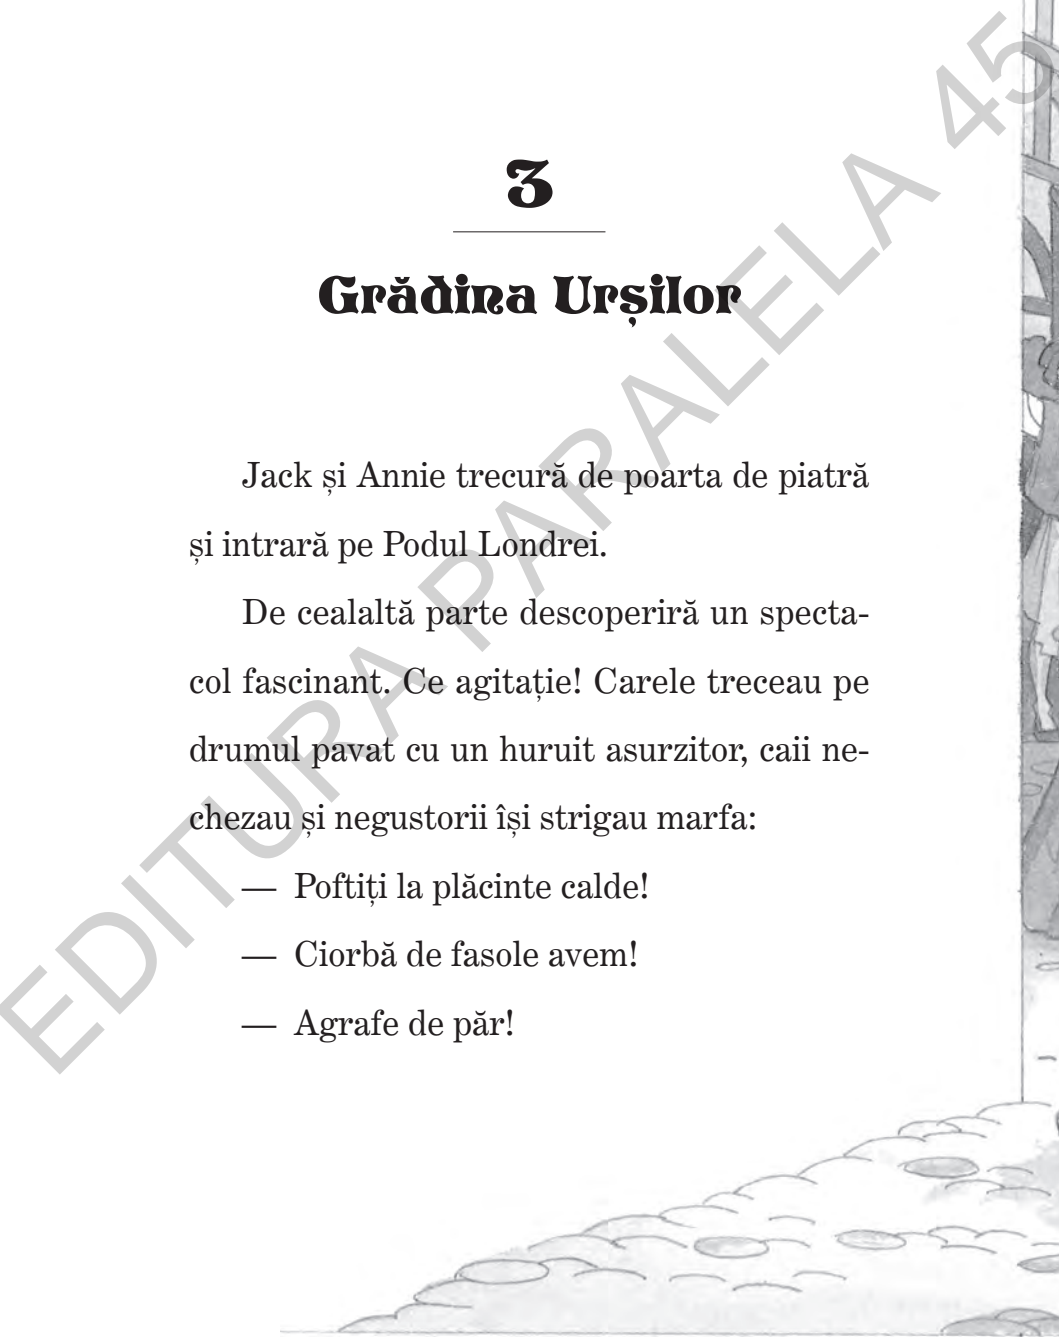 3
Grădina Urșilor
Jack și Annie trecură de poarta de piatră
și intrară pe Podul Londrei.
De cealaltă parte descoperiră un specta-
col fascinant. Ce agitație! Carele treceau pe
drumul pavat cu un huruit asurzitor, caii ne-
chezau și negustorii își strigau marfa:
— Poftiți la plăcinte calde!
— Ciorbă de fasole avem!
— Agrafe de păr!
EDITURA PARALELA 45